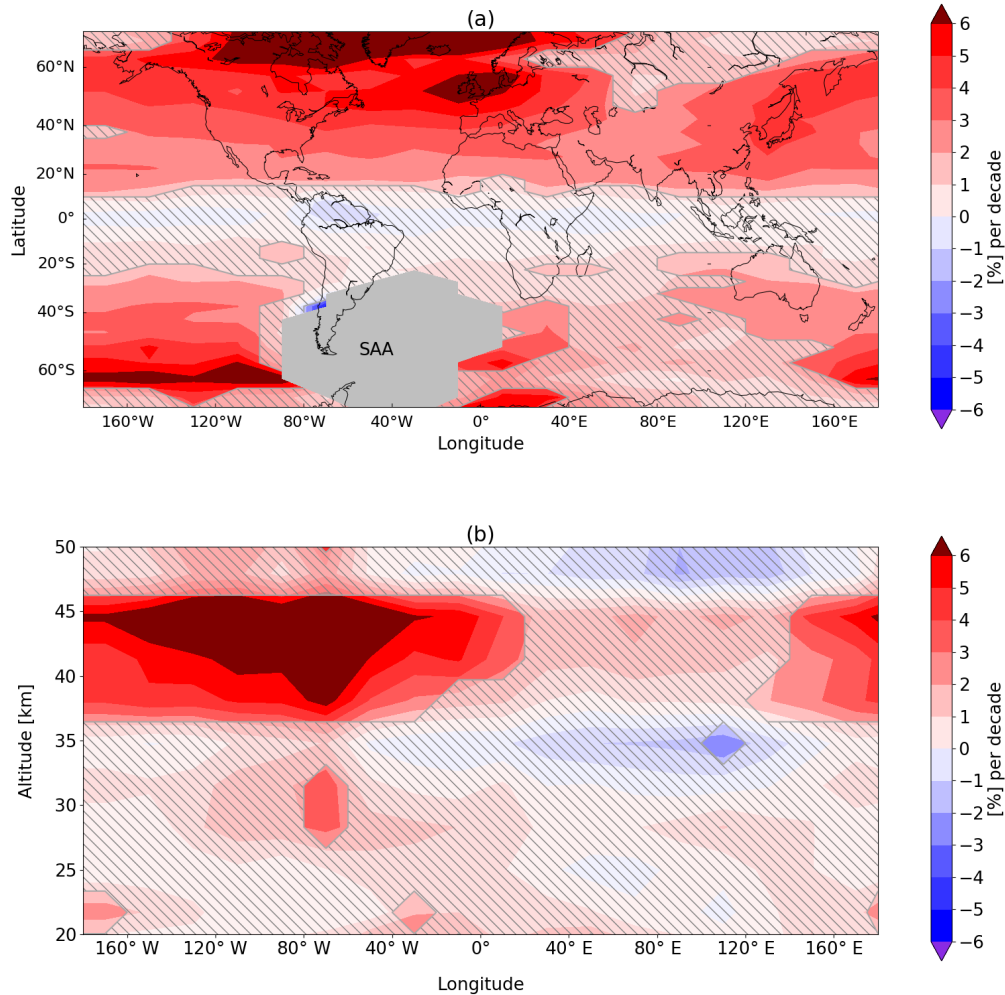 (a)
60°N
40°N
20°N
0°
20°S
40°S
60°S
Latitude
SAA
160°W 120°W 80°W 40°W 0° 40°E 80°E 120°E 160°E
Longitude
6
5
4
3
2
1
0
−1
−2
−3
−4
−5
−6
[%] per decade
(b)
50
45
40
35
30
25
20
Altitude [km]
160° W 120° W 80° W 40° W 0° 40° E 80° E 120° E 160° E
Longitude
6
5
4
3
2
1
0
−1
−2
−3
−4
−5
−6
[%] per decade